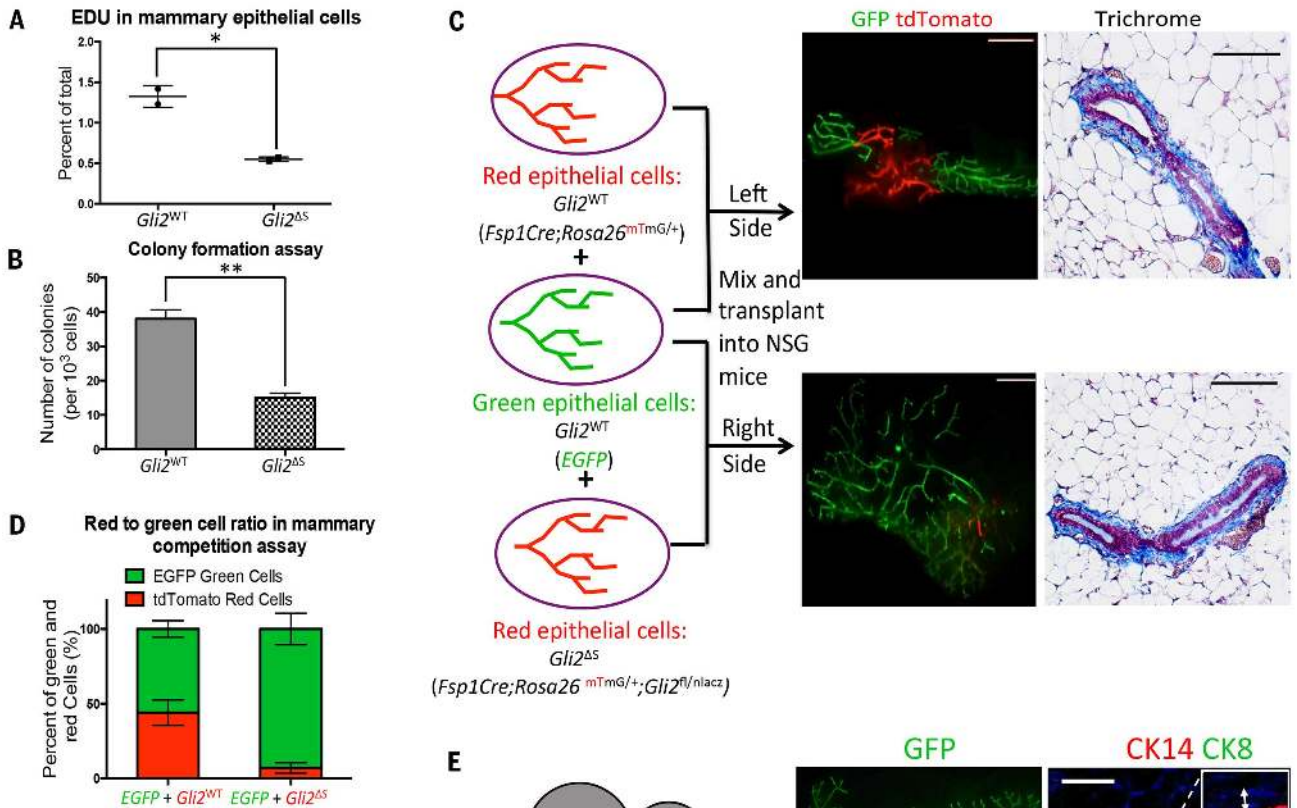 A
EDU in mammary epithelial cells
*
2.0
1.5
1.0
0.5
0.0
Percent of total
Gli2WT
Gli2ΔS
B
Colony formation assay
**
50
40
30
20
10
0
Number of colonies
(per 10³ cells)
Gli2WT
Gli2ΔS
D
Red to green cell ratio in mammary
competition assay
EGFP Green Cells
tdTomato Red Cells
100
50
0
Percent of green and
red Cells (%)
EGFP + Gli2WT
EGFP + Gli2ΔS
C
GFP tdTomato
Trichrome
Red epithelial cells:
Gli2WT
(Fsp1Cre;Rosa26mTmG/+)
+
Green epithelial cells:
Gli2WT
(EGFP)
+
Red epithelial cells:
Gli2ΔS
(Fsp1Cre;Rosa26 mTmG/+;Gli2fl/nlacz)
Left
Side
Mix and
transplant
into NSG
mice
Right
Side
E
GFP
CK14 CK8